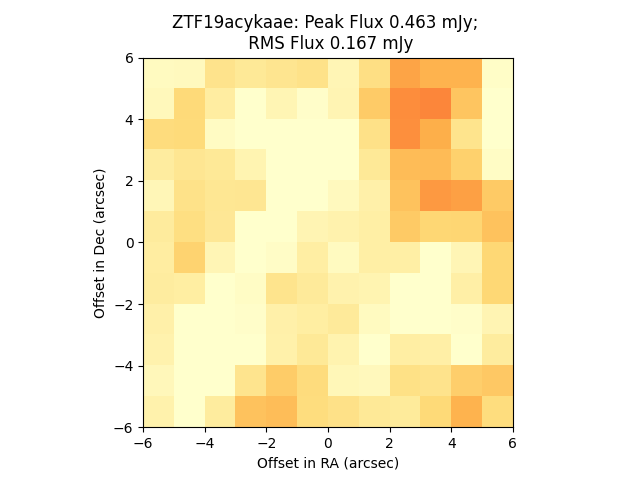 ZTF19acykaae: Peak Flux 0.463 mJy;
RMS Flux 0.167 mJy
6
4
2
0
−2
−4
−6
Offset in Dec (arcsec)
−6 −4 −2 0 2 4 6
Offset in RA (arcsec)